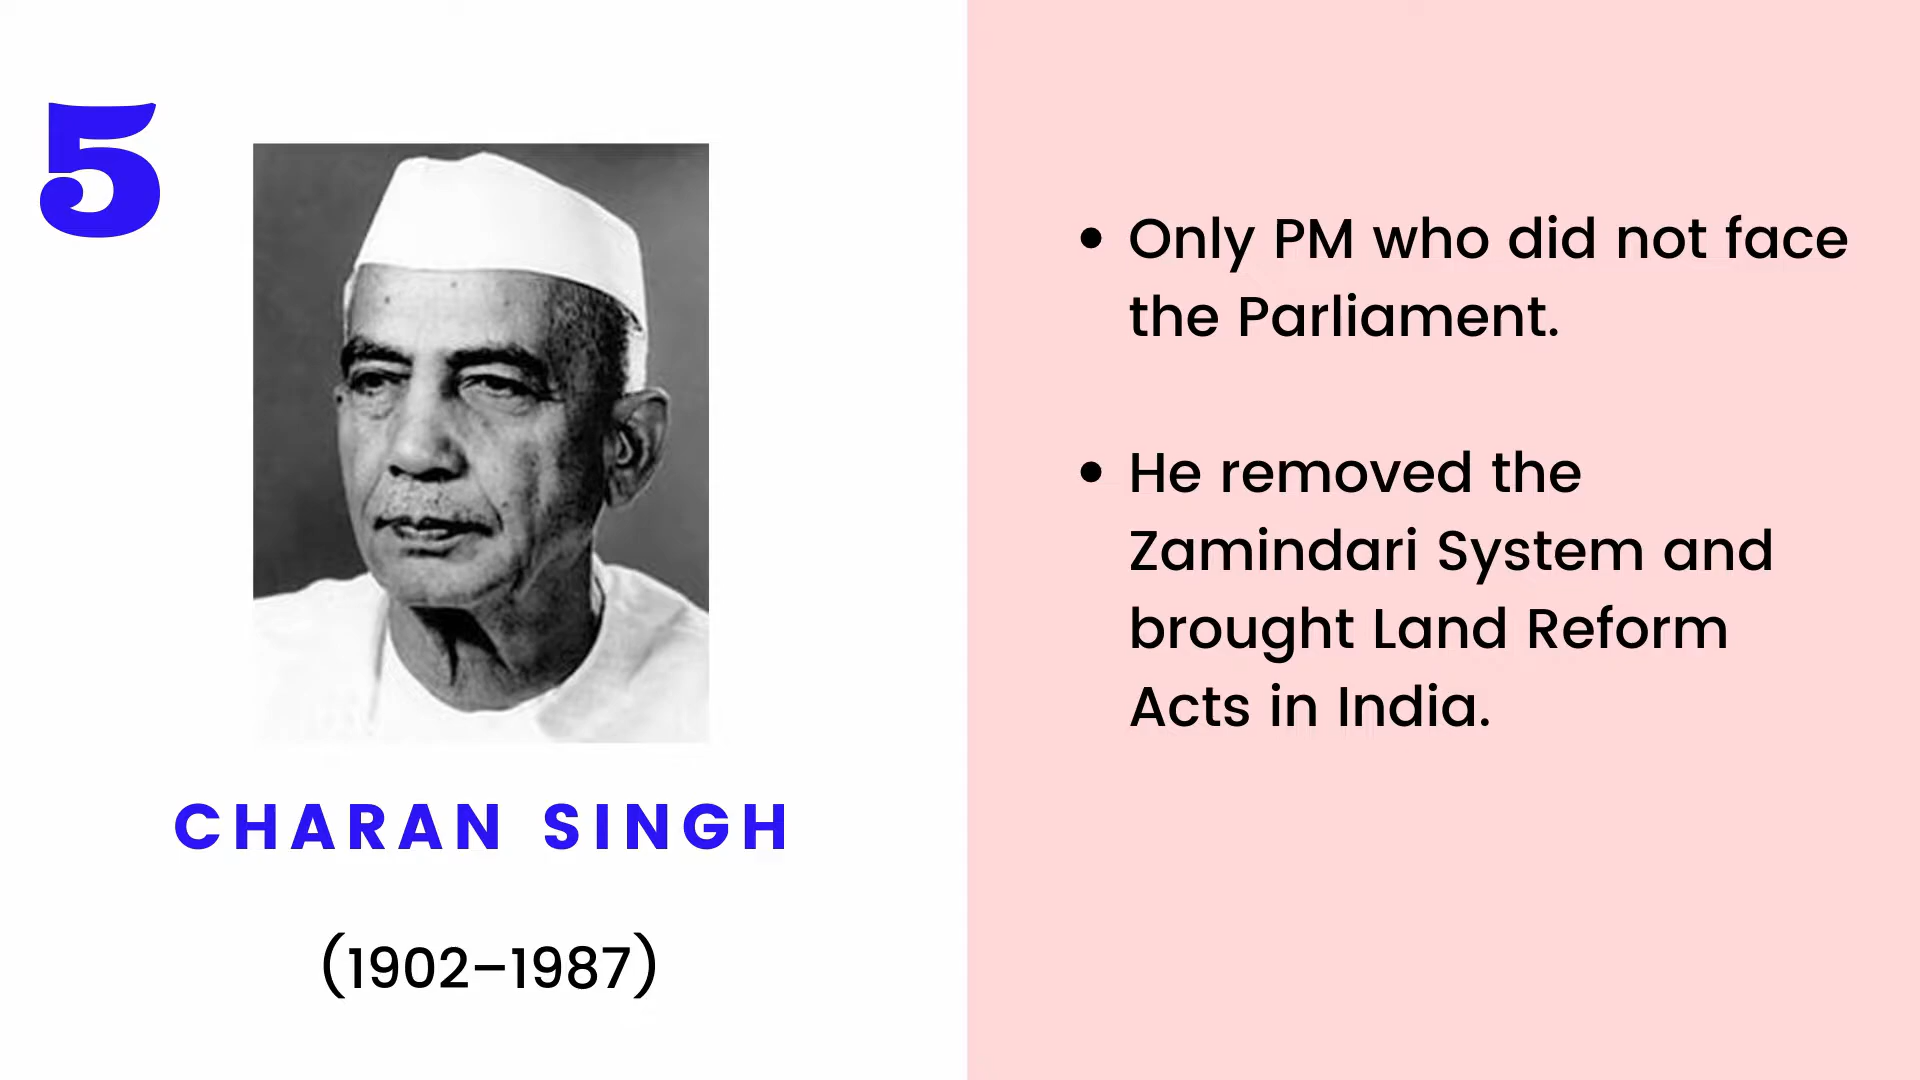 5
CHARAN SINGH
(1902–1987)
• Only PM who did not face
the Parliament.
• He removed the
Zamindari System and
brought Land Reform
Acts in India.